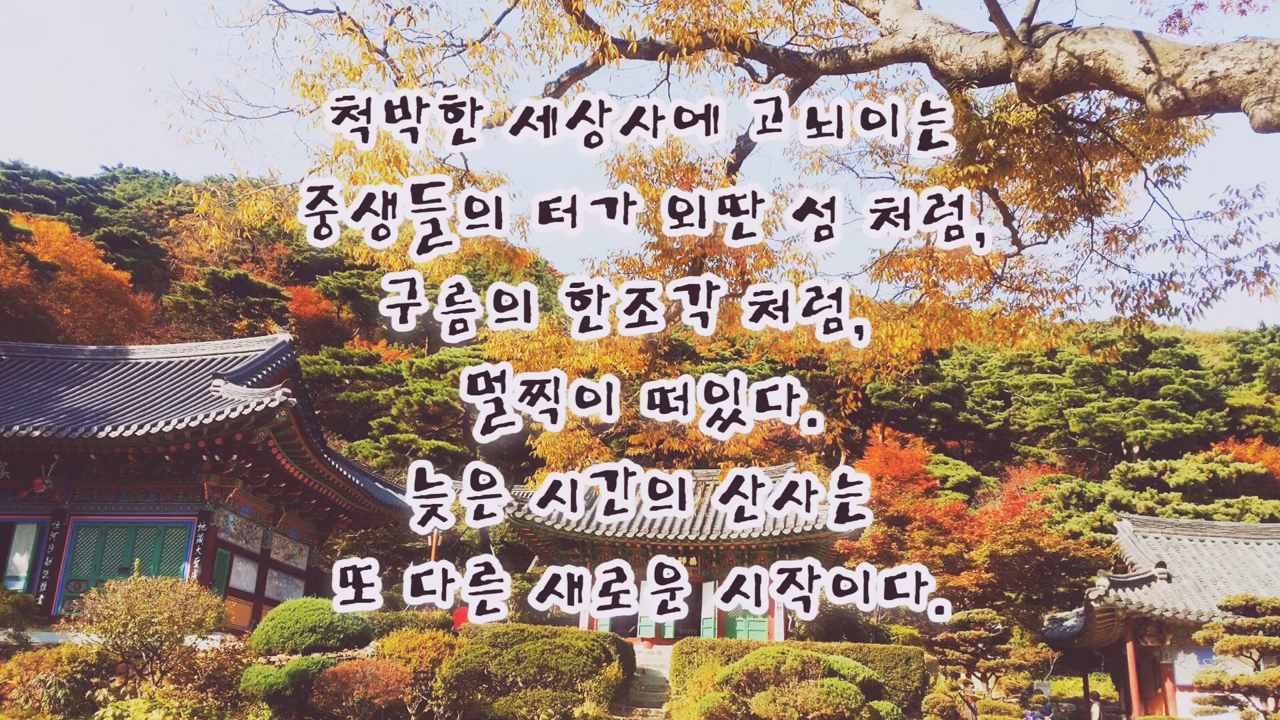 척박한 세상사에 고뇌이는
중생들의 터가 외딴 섬 처럼,
구름의 한조각 처럼,
멀찍이 떠있다.
늦은 시간의 산사는
또 다른 새로운 시작이다.